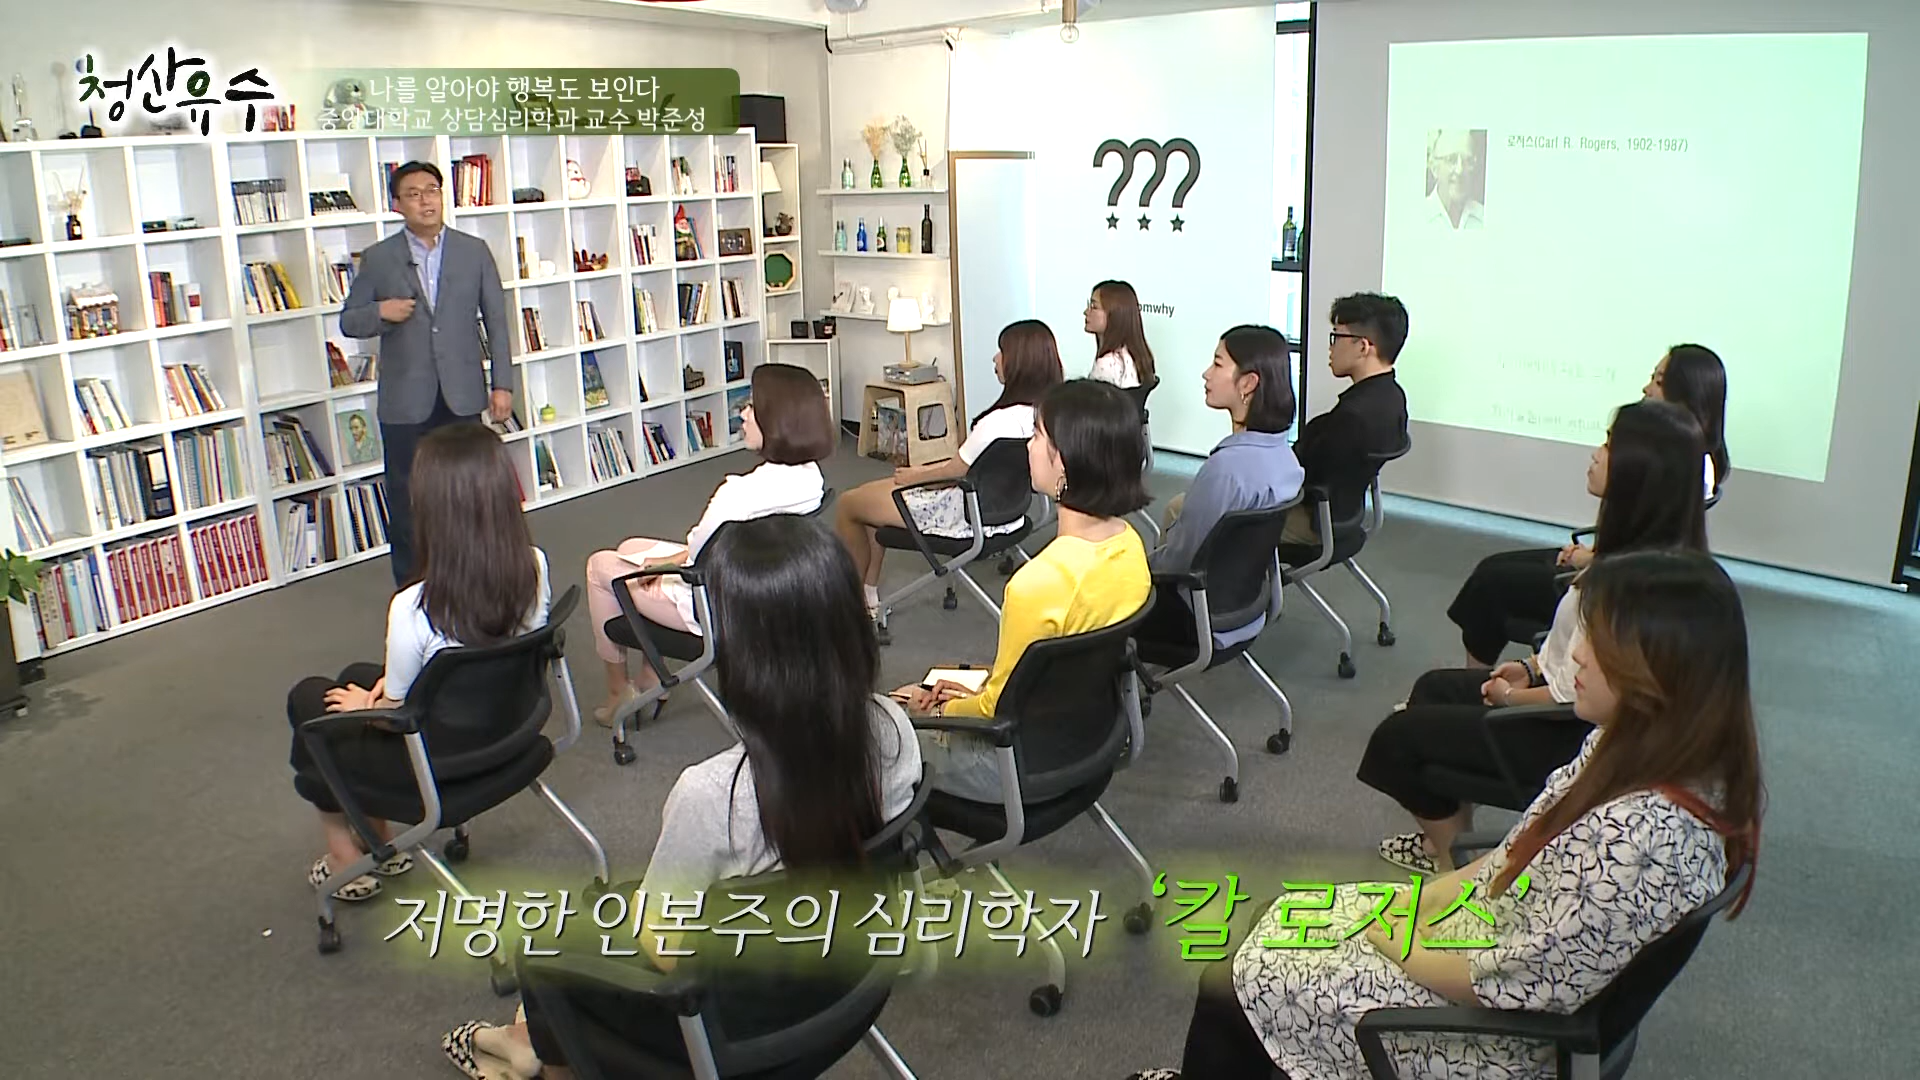 청산유수
나를 알아야 행복도 보인다
중앙대학교 상담심리학과 교수 박준성
???
로저스(Carl R. Rogers, 1902-1987)
저명한 인본주의 심리학자 ‘칼 로저스’